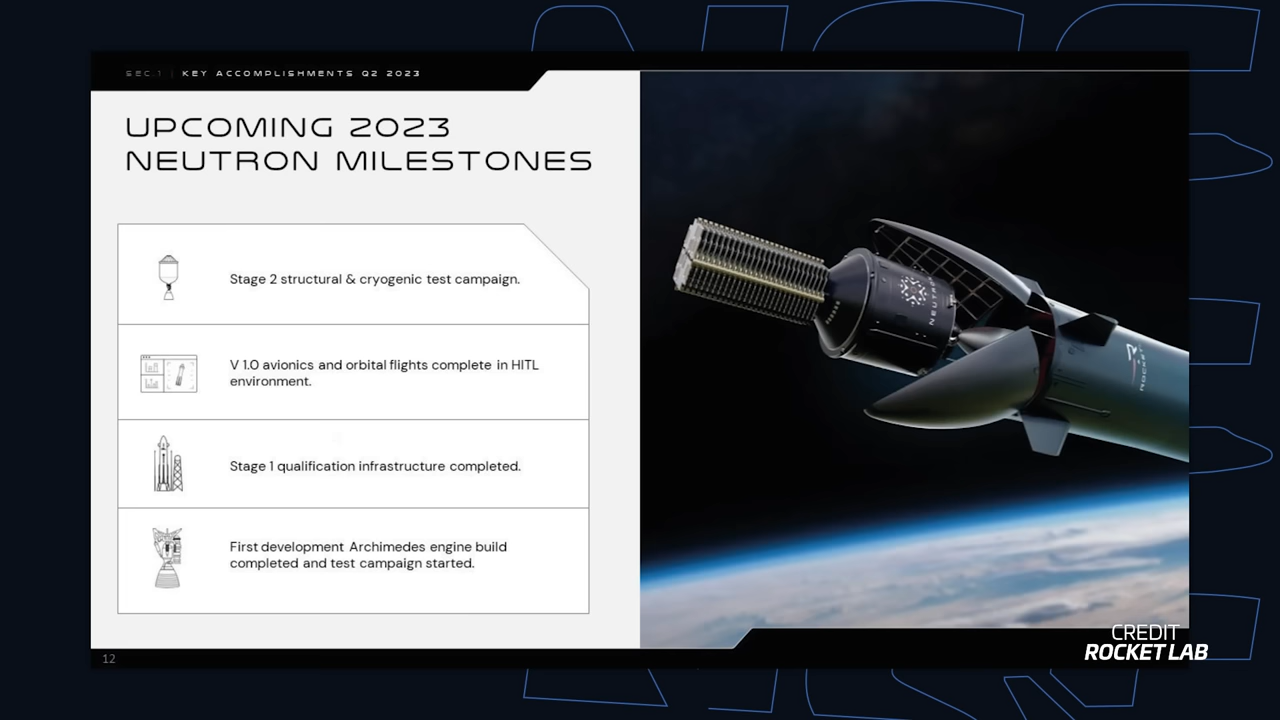 SEC.1 | KEY ACCOMPLISHMENTS Q2 2023
UPCOMING 2023
NEUTRON MILESTONES
Stage 2 structural & cryogenic test campaign.
V 1.0 avionics and orbital flights complete in HITL
environment.
Stage 1 qualification infrastructure completed.
First development Archimedes engine build
completed and test campaign started.
NEUTRON
ROCKET
12
CREDIT
ROCKET LAB